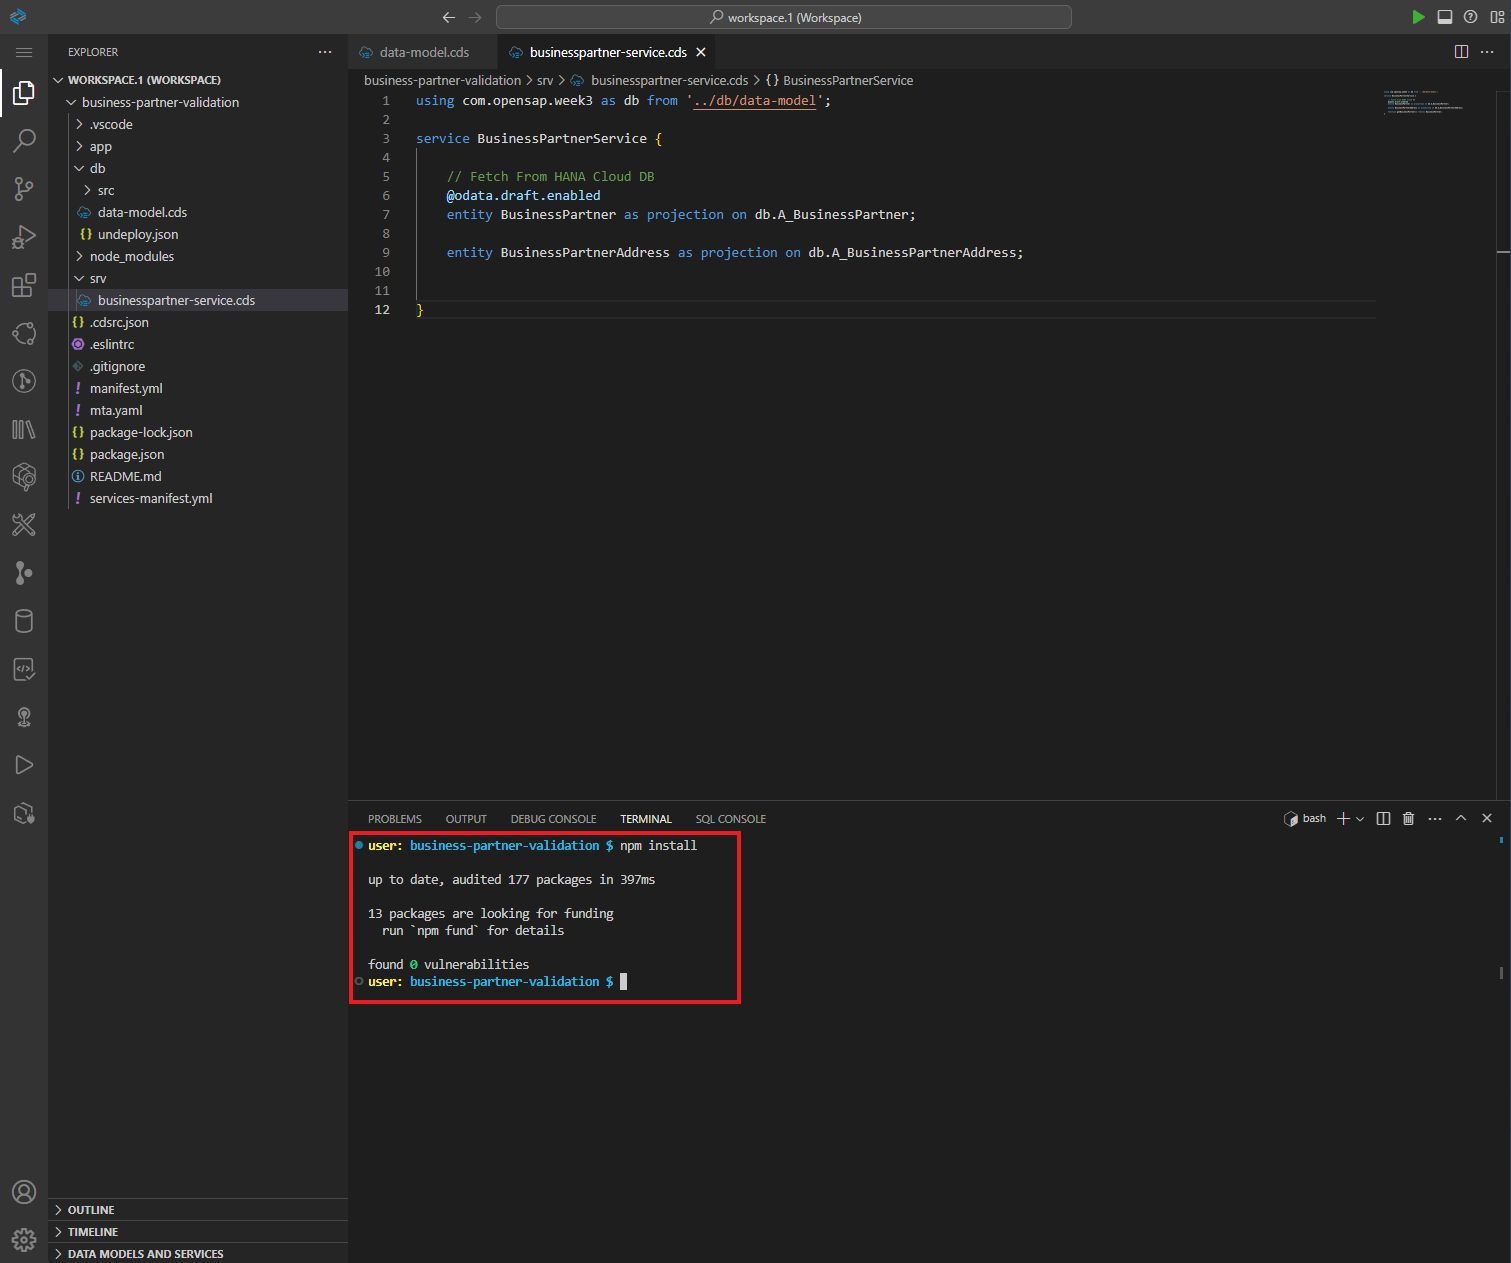 workspace.1 (Workspace)
EXPLORER
WORKSPACE.1 (WORKSPACE)
business-partner-validation
.vscode
app
db
src
data-model.cds
{} undeploy.json
node_modules
srv
businesspartner-service.cds
{} .cdsrc.json
.eslintrc
.gitignore
! manifest.yml
! mta.yaml
{} package-lock.json
{} package.json
README.md
! services-manifest.yml
OUTLINE
TIMELINE
DATA MODELS AND SERVICES
data-model.cds
businesspartner-service.cds
business-partner-validation > srv > businesspartner-service.cds > {} BusinessPartnerService
1 using com.opensap.week3 as db from '../db/data-model';
2
3 service BusinessPartnerService {
4
5 // Fetch From HANA Cloud DB
6 @odata.draft.enabled
7 entity BusinessPartner as projection on db.A_BusinessPartner;
8
9 entity BusinessPartnerAddress as projection on db.A_BusinessPartnerAddress;
10
11
12 }
PROBLEMS OUTPUT DEBUG CONSOLE TERMINAL SQL CONSOLE
bash
user: business-partner-validation $ npm install
up to date, audited 177 packages in 397ms
13 packages are looking for funding
run `npm fund` for details
found 0 vulnerabilities
user: business-partner-validation $